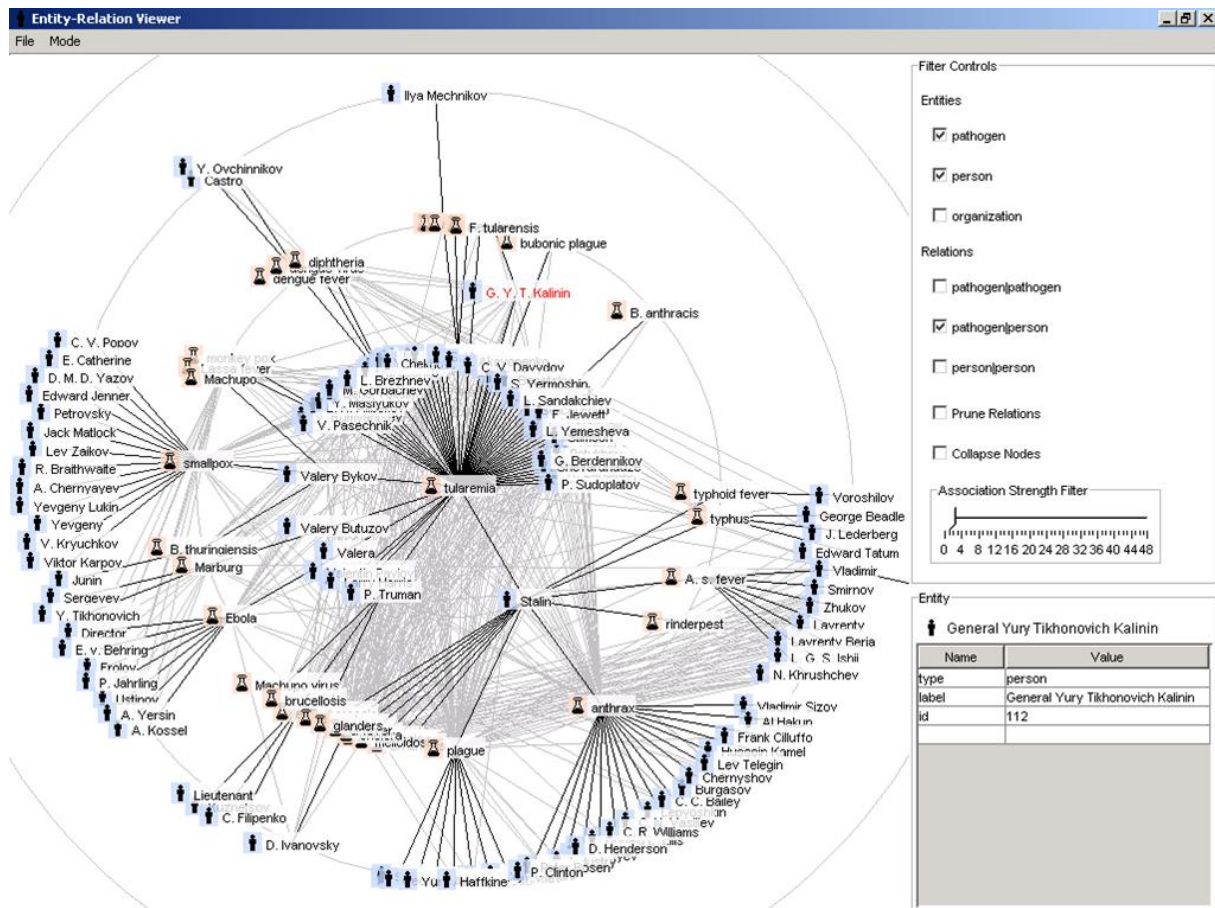 Entity-Relation Viewer
File Mode
Ilya Mechnikov
Y. Ovchinnikov
Castro
F. tularensis
bubonic plague
diphtheria
dengue virus
dengue fever
G. Y. T. Kalinin
B. anthracis
C. V. Popov
E. Catherine
D. M. D. Yazov
Edward Jenner
Petrovsky
Jack Matlock
Lev Zaikov
R. Braithwaite
A. Chernyayev
Yevgeny Lukin
Yevgeny
V. Kryuchkov
Viktor Karpov
Junin
Sergeyev
Y. Tikhonovich
Director
E. v. Behring
Frolov
P. Jahrling
Ustinov
A. Yersin
A. Kossel
monkey pox
Lassa fever
Machupo
L. Brezhnev
M. Gorbachev
Y. Maslyukov
V. Pasechnik
C. V. Davydov
S. Yermoshin
L. Sandakchiev
F. Jewett
L. Yemesheva
G. Berdennikov
P. Sudoplatov
smallpox
Valery Bykov
tularemia
typhoid fever
typhus
Voroshilov
George Beadle
J. Lederberg
Edward Tatum
Valery Butuzov
B. thuringiensis
Marburg
Valera
P. Truman
Stalin
A. s. fever
Vladimir
Smirnov
Zhukov
Lavrenty
Lavrenty Beria
L. G. S. Ishii
N. Khrushchev
Ebola
rinderpest
Machupo virus
brucellosis
glanders
plague
anthrax
Vladimir Sizov
Al Hakun
Frank Cilluffo
Hussein Kamel
Lev Telegin
Chernyshov
Burgasov
C. C. Bailey
C. R. Williams
D. Henderson
P. Clinton
Lieutenant
Kuznetsov
C. Filipenko
D. Ivanovsky
Haffkine
Filter Controls
Entities
pathogen
person
organization
Relations
pathogen|pathogen
pathogen|person
person|person
Prune Relations
Collapse Nodes
Association Strength Filter
0 4 8 12 16 20 24 28 32 36 40 44 48
Entity
General Yury Tikhonovich Kalinin
Name Value
type person
label General Yury Tikhonovich Kalinin
id 112